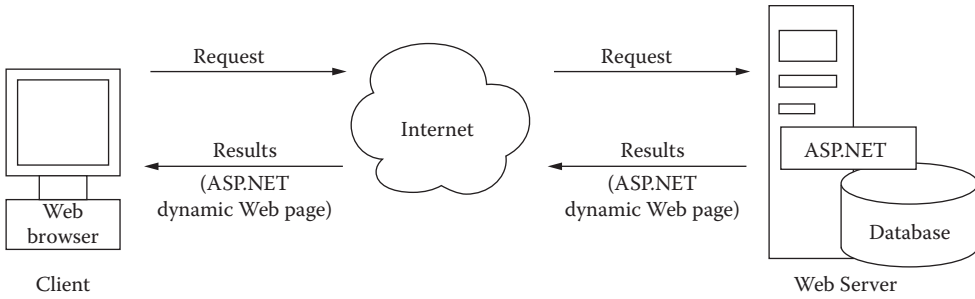 Request
Request
Internet
Results
(ASP.NET
dynamic Web page)
Results
(ASP.NET
dynamic Web page)
ASP.NET
Database
Web
browser
Client
Web Server